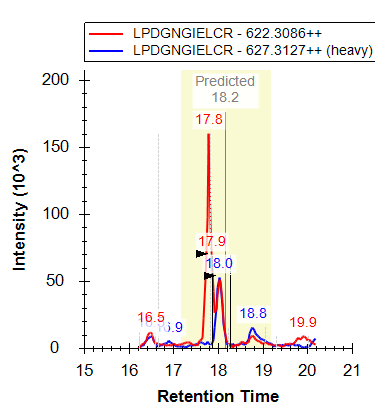 LPDGNGIELCR - 622.3086++
LPDGNGIELCR - 627.3127++ (heavy)
Predicted
18.2
17.8
17.9
18.0
16.5
16.9
18.8
19.9
200
150
100
50
0
Intensity (10^3)
15 16 17 18 19 20 21
Retention Time